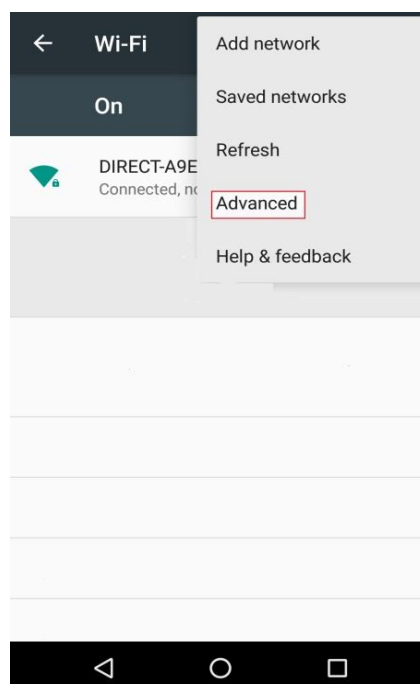 Wi-Fi
Add network
On
Saved networks
Refresh
DIRECT-A9E
Connected, no
Advanced
Help & feedback